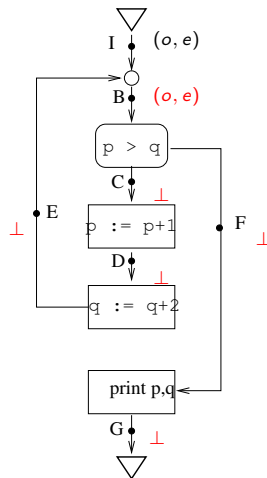 I (o, e)
B (o, e)
p > q
C ⊥
E
⊥
p := p+1
F
⊥
D ⊥
q := q+2
print p,q
G ⊥